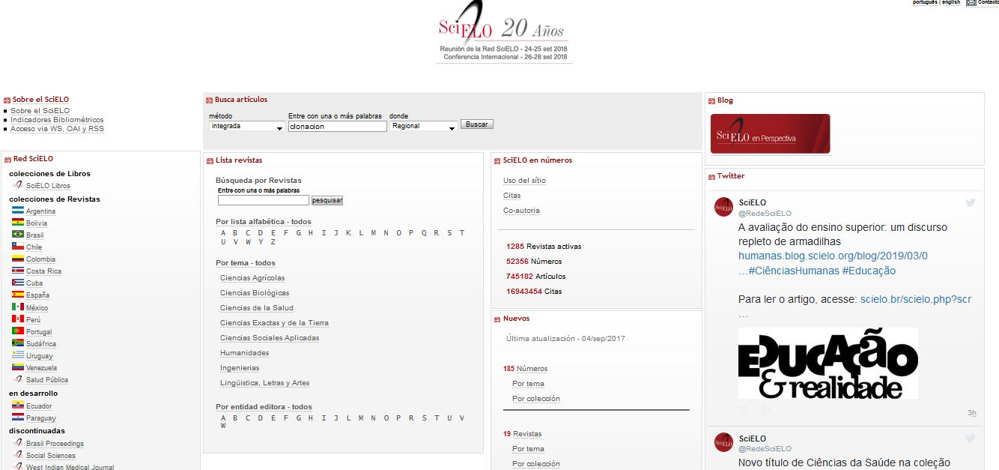 português | english Contacto
SciELO 20 Años
Reunión de la Red SciELO - 24-25 set 2018
Conferencia Internacional - 26-28 set 2018
Sobre el SciELO
Sobre el SciELO
Indicadores Bibliométricos
Acceso vía WS, OAI y RSS
Red SciELO
colecciones de Libros
SciELO Libros
colecciones de Revistas
Argentina
Bolivia
Brasil
Chile
Colombia
Costa Rica
Cuba
España
México
Perú
Portugal
Sudáfrica
Uruguay
Venezuela
Salud Pública
en desarrollo
Ecuador
Paraguay
discontinuadas
Brasil Proceedings
Social Sciences
West Indian Medical Journal
Busca artículos
método Entre con una o más palabras donde
integrada clonacion Regional Buscar
Lista revistas
Búsqueda por Revistas
Entre con una o más palabras
pesquisar
Por lista alfabética - todos
A B C D E F G H I J K L M N O P Q R S T
U V W Y Z
Por tema - todos
Ciencias Agrícolas
Ciencias Biológicas
Ciencias de la Salud
Ciencias Exactas y de la Tierra
Ciencias Sociales Aplicadas
Humanidades
Ingenierias
Lingüística, Letras y Artes
Por entidad editora - todos
A B C D E F G H I J L M N O P R S T U V
W
SciELO en números
Uso del sítio
Citas
Co-autoria
1285 Revistas activas
52356 Números
745182 Artículos
16943454 Citas
Nuevos
Última atualización - 04/sep/2017
185 Números
Por tema
Por colección
19 Revistas
Por tema
Por colección
Blog
SciELO en Perspectiva
Twitter
SciELO
@RedeSciELO
A avaliação do ensino superior: um discurso
repleto de armadilhas
humanas.blog.scielo.org/blog/2019/03/0
…#CiênciasHumanas #Educação
Para ler o artigo, acesse: scielo.br/scielo.php?scr
…
EDUCAÇão
& realidade
3h
SciELO
@RedeSciELO
Novo título de Ciências da Saúde na coleção